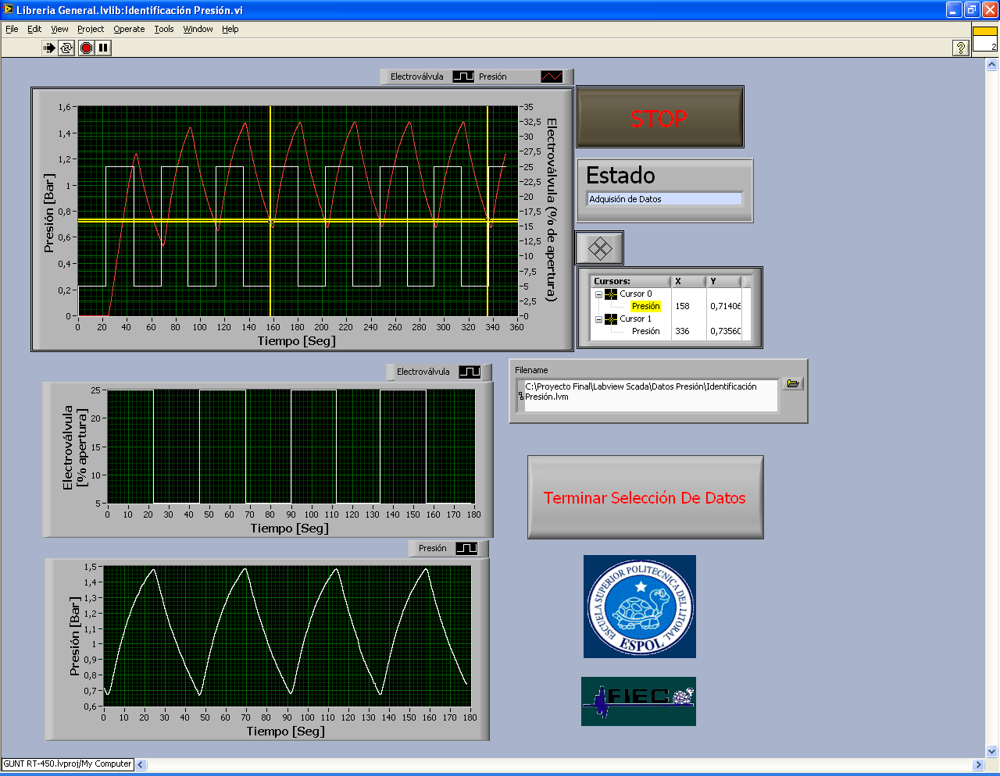 Libreria General.lvlib:Identificación Presión.vi
File Edit View Project Operate Tools Window Help
2
Electroválvula Presión
Presión [Bar]
1,6
1,4
1,2
1
0,8
0,6
0,4
0,2
0
35
32,5
30
27,5
25
22,5
20
17,5
15
12,5
10
7,5
5
2,5
0
Electroválvula (% de apertura)
0 20 40 60 80 100 120 140 160 180 200 220 240 260 280 300 320 340 360
Tiempo [Seg]
STOP
Estado
Adquisión de Datos
Cursors: X Y
Cursor 0
Presión 158 0,71406
Cursor 1
Presión 336 0,73560
Filename
C:\Proyecto Final\Labview Scada\Datos Presión\Identificación
Presión.lvm
Electroválvula
Electroválvula
[% apertura]
25
20
15
10
5
0 10 20 30 40 50 60 70 80 90 100 110 120 130 140 150 160 170 180
Tiempo [Seg]
Terminar Selección De Datos
Presión
Presión [Bar]
1,5
1,4
1,3
1,2
1,1
1
0,9
0,8
0,7
0,6
0 10 20 30 40 50 60 70 80 90 100 110 120 130 140 150 160 170 180
Tiempo [Seg]
ESCUELA SUPERIOR POLITECNICA DEL LITORAL
ESPOL
FIEC
GUNT RT-450.lvproj/My Computer